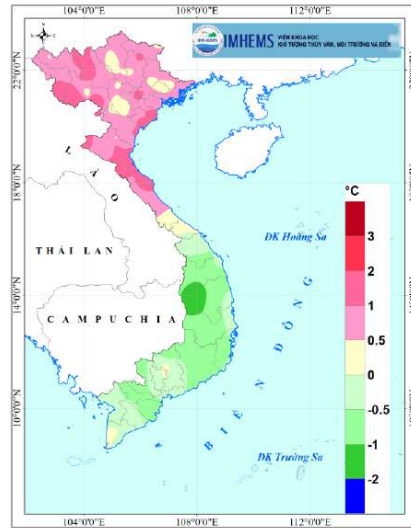 104°0'0"E
108°0'0"E
112°0'0"E
IMHEMS
VIỆN KHOA HỌC
KHÍ TƯỢNG THỦY VĂN, MÔI TRƯỜNG VÀ BIỂN
22°0'0"N
18°0'0"N
14°0'0"N
10°0'0"N
LÀO
THÁI LAN
CAMPUCHIA
ĐK Hoàng Sa
BIỂN ĐÔNG
ĐK Trường Sa
°C
3
2
1
0.5
0
-0.5
-1
-2
104°0'0"E
108°0'0"E
112°0'0"E